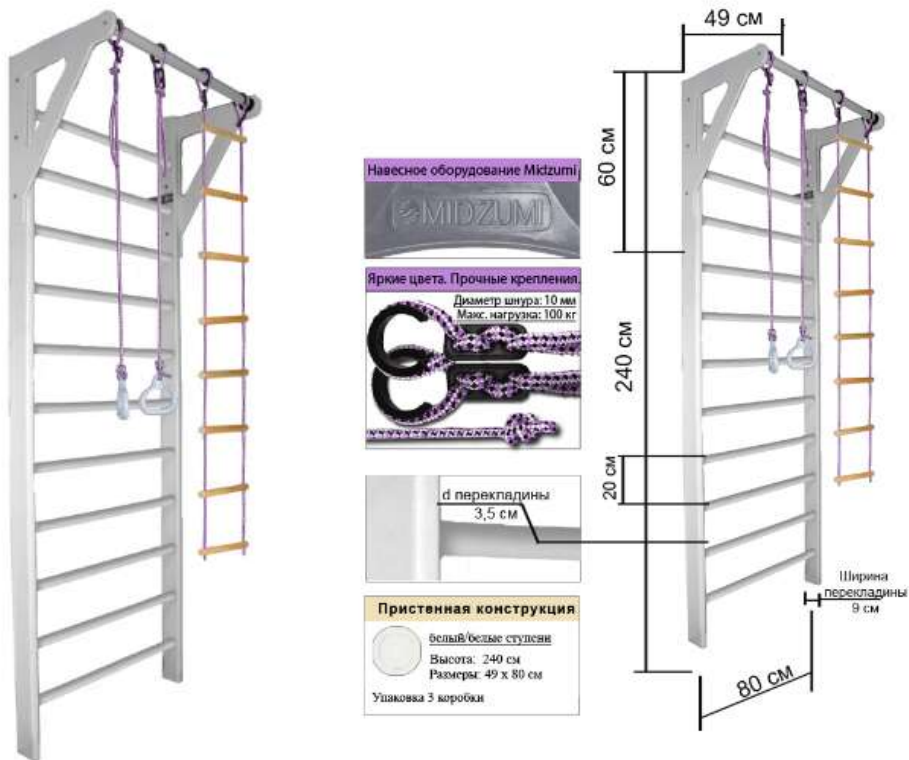 49 см
60 см
240 см
20 см
Навесное оборудование Midzumi
MIDZUMI
Яркие цвета. Прочные крепления.
Диаметр шнура: 10 мм
Макс. нагрузка: 100 кг
d перекладины
3,5 см
Пристенная конструкция
белый/белые ступени
Высота: 240 см
Размеры: 49 х 80 см
Упаковка 3 коробки
Ширина
перекладины
9 см
80 см